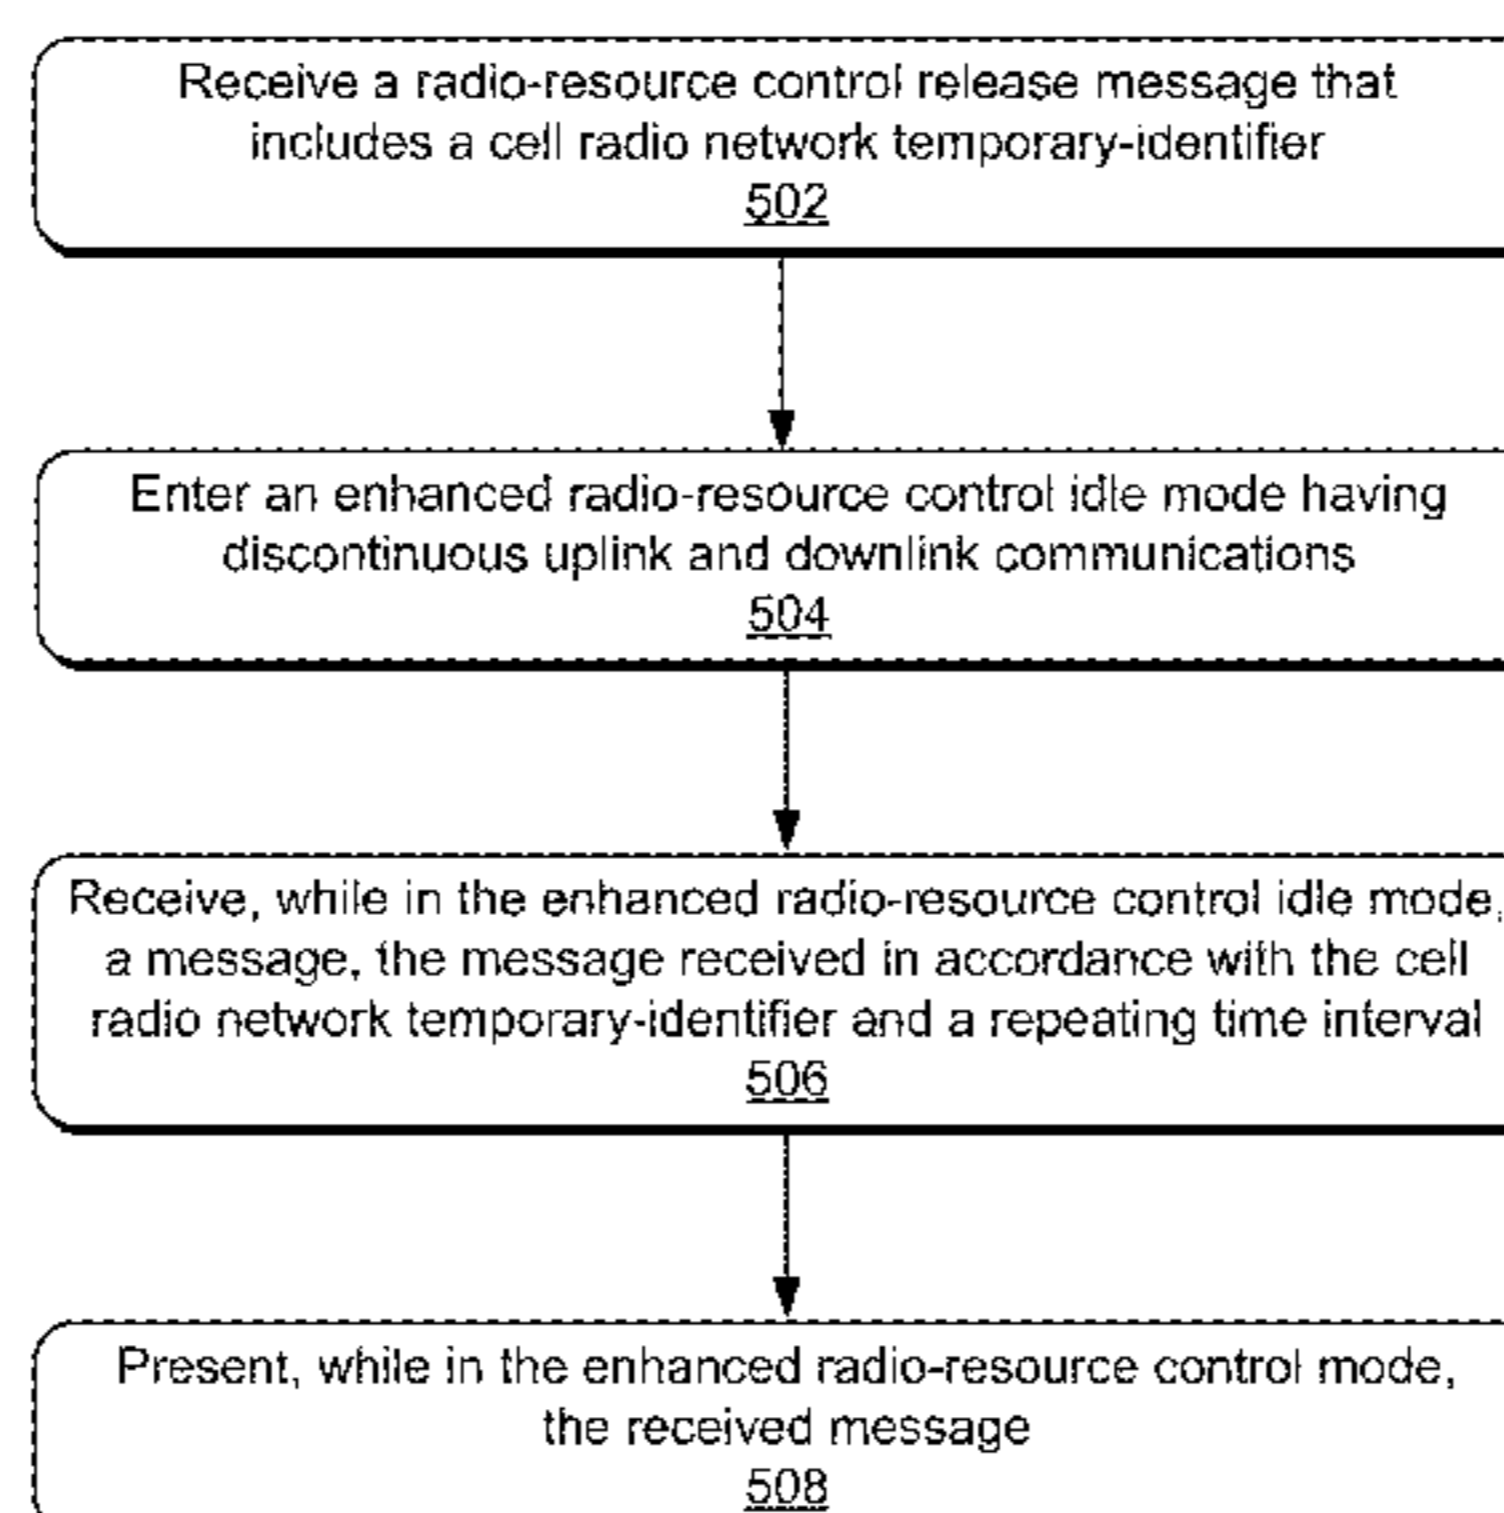 Receive a radio-resource control release message that
includes a cell radio network temporary-identifier
502
Enter an enhanced radio-resource control idle mode having
discontinuous uplink and downlink communications
504
Receive, while in the enhanced radio-resource control idle mode,
a message, the message received in accordance with the cell
radio network temporary-identifier and a repeating time interval
506
Present, while in the enhanced radio-resource control mode,
the received message
508